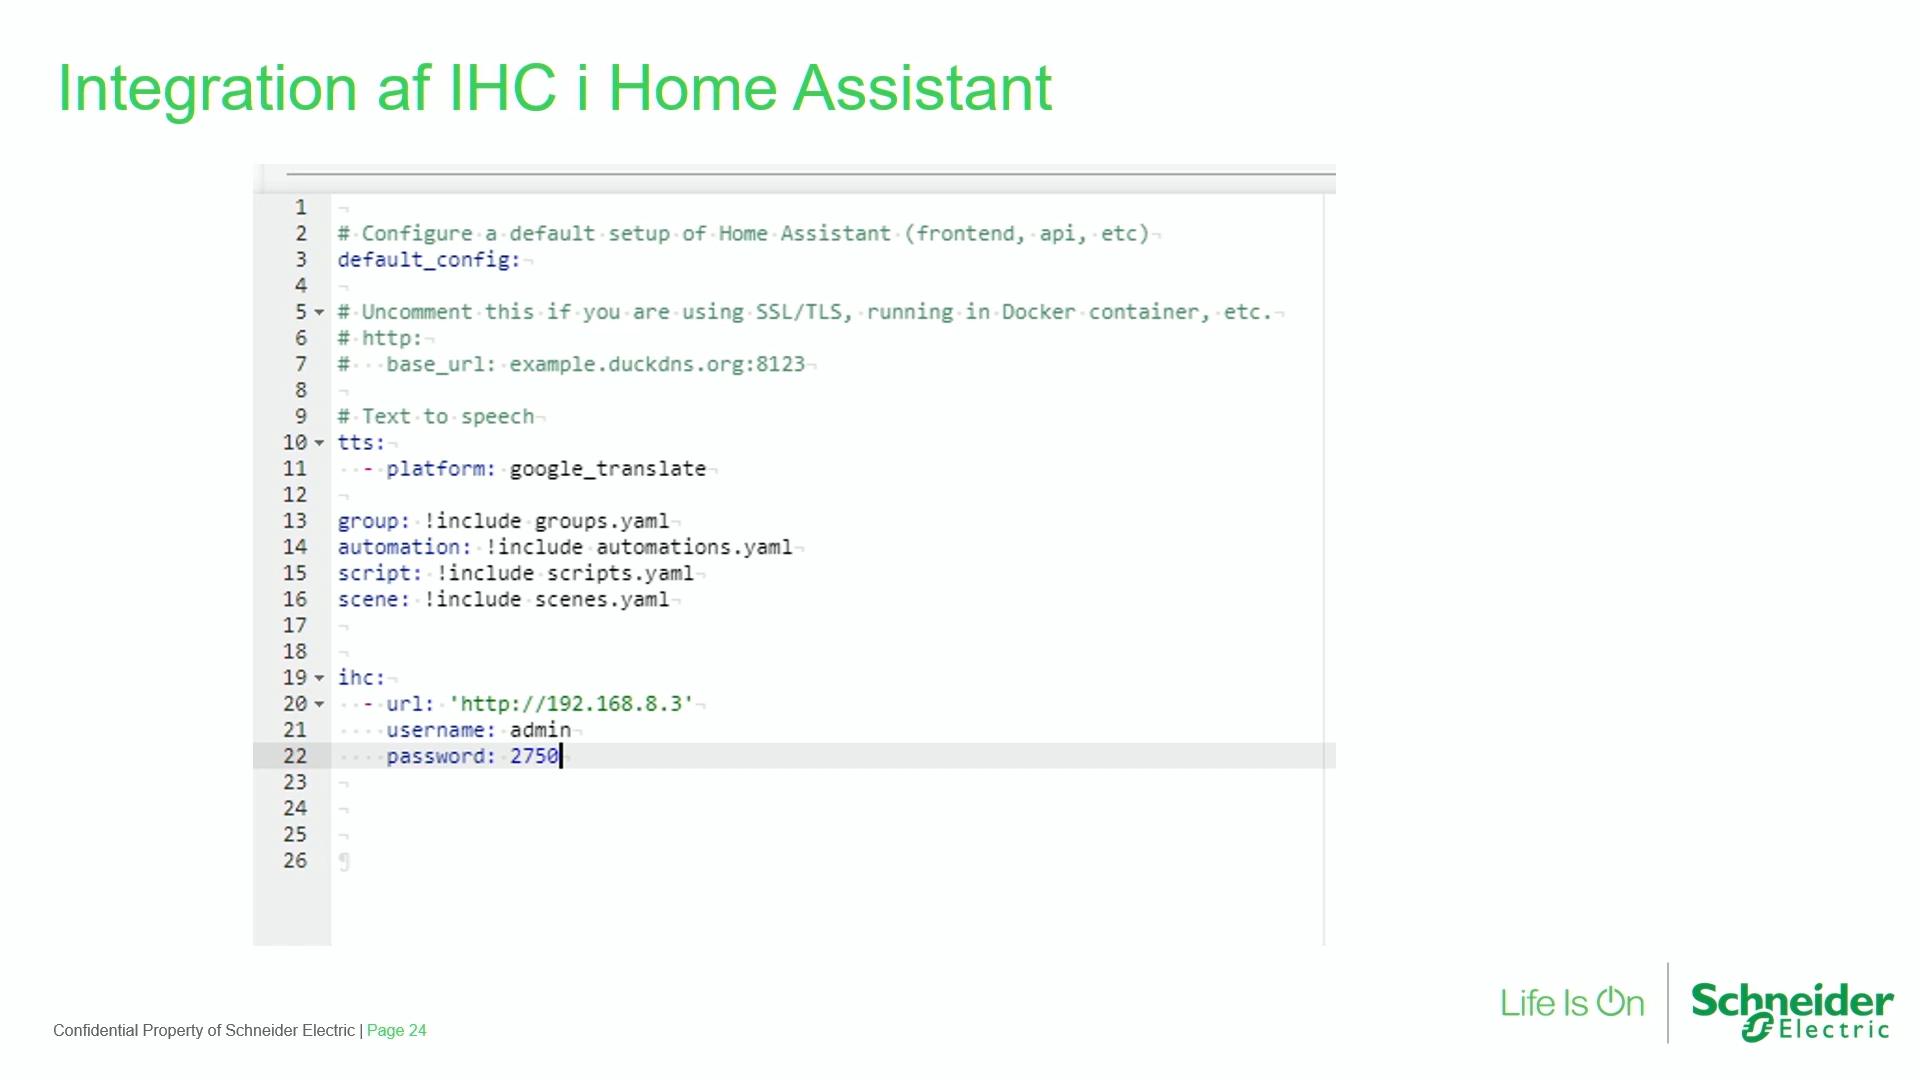 Integration af IHC i Home Assistant
1
2 # Configure a default setup of Home Assistant (frontend, api, etc)
3 default_config:
4
5 # Uncomment this if you are using SSL/TLS, running in Docker container, etc.
6 # http:
7 #   base_url: example.duckdns.org:8123
8
9 # Text to speech
10 tts:
11   - platform: google_translate
12
13 group: !include groups.yaml
14 automation: !include automations.yaml
15 script: !include scripts.yaml
16 scene: !include scenes.yaml
17
18
19 ihc:
20   - url: 'http://192.168.8.3'
21     username: admin
22     password: 2750
23
24
25
26
Life Is On
Schneider
Electric
Confidential Property of Schneider Electric | Page 24